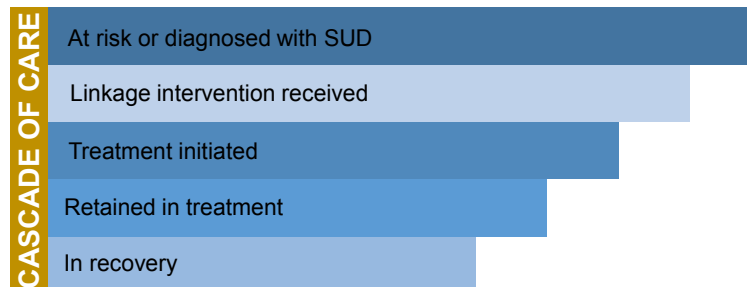 CASCADE OF CARE
At risk or diagnosed with SUD
Linkage intervention received
Treatment initiated
Retained in treatment
In recovery